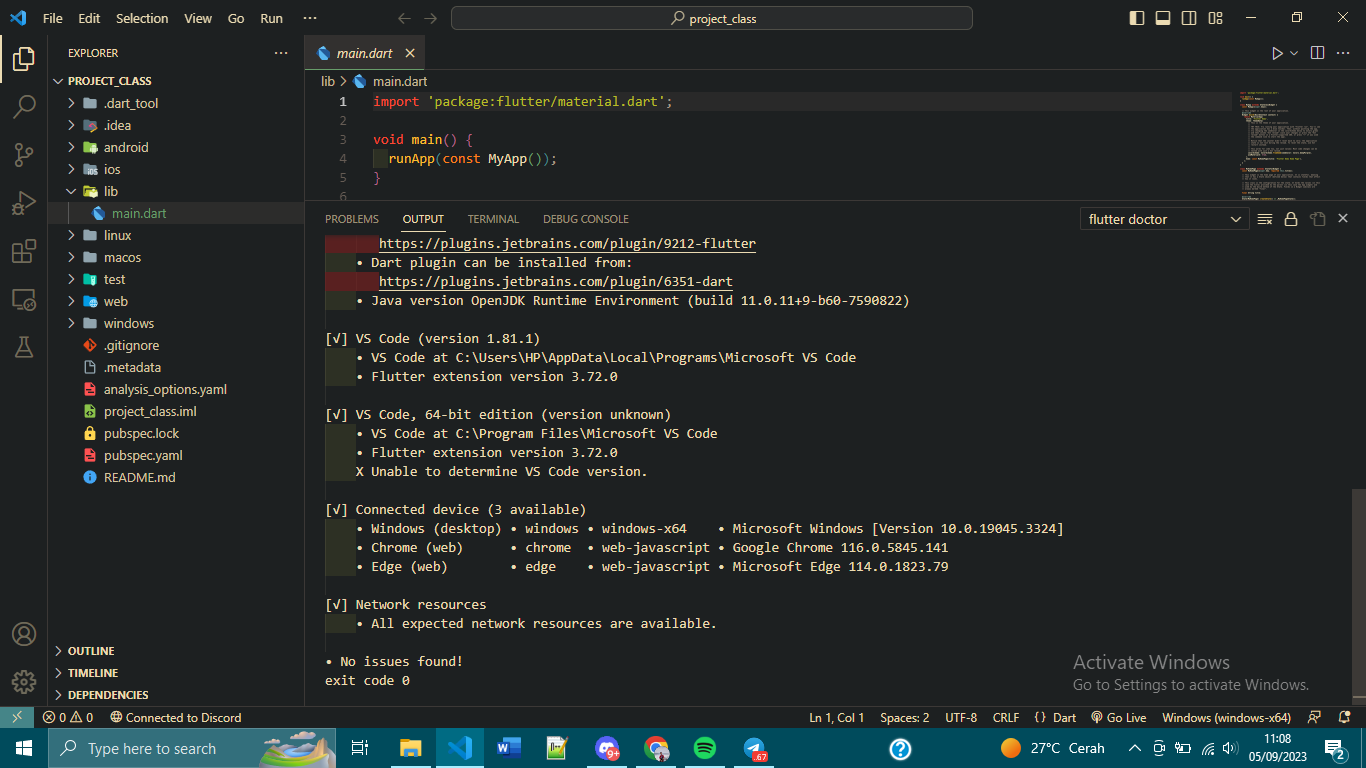 File Edit Selection View Go Run ···
project_class
EXPLORER ···
PROJECT_CLASS
.dart_tool
.idea
android
ios
lib
main.dart
linux
macos
test
web
windows
.gitignore
.metadata
analysis_options.yaml
project_class.iml
pubspec.lock
pubspec.yaml
README.md
OUTLINE
TIMELINE
DEPENDENCIES
main.dart
lib > main.dart
1 import 'package:flutter/material.dart';
2
3 void main() {
4 runApp(const MyApp());
5 }
6
PROBLEMS OUTPUT TERMINAL DEBUG CONSOLE flutter doctor
https://plugins.jetbrains.com/plugin/9212-flutter
• Dart plugin can be installed from:
https://plugins.jetbrains.com/plugin/6351-dart
• Java version OpenJDK Runtime Environment (build 11.0.11+9-b60-7590822)
[√] VS Code (version 1.81.1)
• VS Code at C:\Users\HP\AppData\Local\Programs\Microsoft VS Code
• Flutter extension version 3.72.0
[√] VS Code, 64-bit edition (version unknown)
• VS Code at C:\Program Files\Microsoft VS Code
• Flutter extension version 3.72.0
X Unable to determine VS Code version.
[√] Connected device (3 available)
• Windows (desktop) • windows • windows-x64 • Microsoft Windows [Version 10.0.19045.3324]
• Chrome (web) • chrome • web-javascript • Google Chrome 116.0.5845.141
• Edge (web) • edge • web-javascript • Microsoft Edge 114.0.1823.79
[√] Network resources
• All expected network resources are available.
• No issues found!
exit code 0
Activate Windows
Go to Settings to activate Windows.
0 0 Connected to Discord Ln 1, Col 1 Spaces: 2 UTF-8 CRLF {} Dart Go Live Windows (windows-x64)
Type here to search 9+ .67 27°C Cerah 11:08
05/09/2023 2